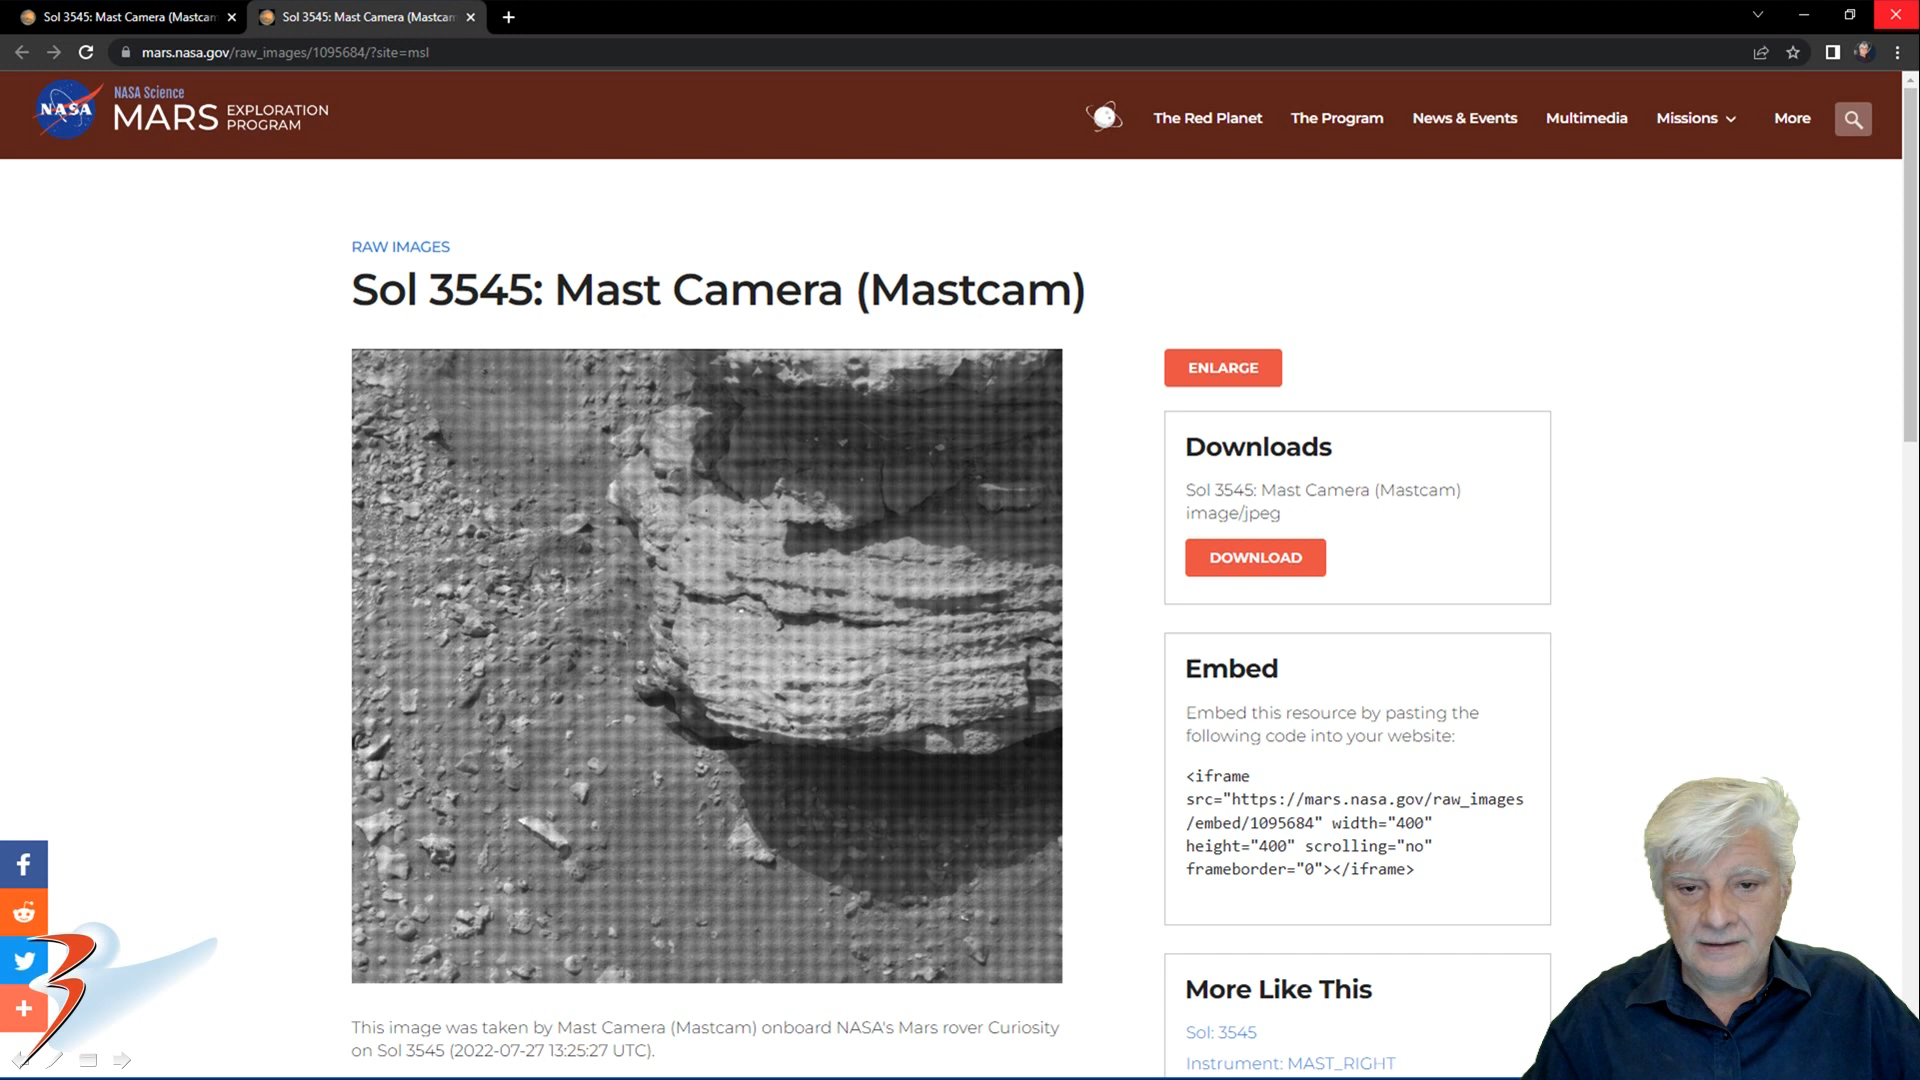 Sol 3545: Mast Camera (Mastcam
Sol 3545: Mast Camera (Mastcam
mars.nasa.gov/raw_images/1095684/?site=msl
NASA
NASA Science
MARS EXPLORATION PROGRAM
The Red Planet
The Program
News & Events
Multimedia
Missions
More
RAW IMAGES
Sol 3545: Mast Camera (Mastcam)
ENLARGE
Downloads
Sol 3545: Mast Camera (Mastcam)
image/jpeg
DOWNLOAD
Embed
Embed this resource by pasting the
following code into your website:
<iframe
src="https://mars.nasa.gov/raw_images
/embed/1095684" width="400"
height="400" scrolling="no"
frameborder="0"></iframe>
More Like This
Sol: 3545
Instrument: MAST_RIGHT
This image was taken by Mast Camera (Mastcam) onboard NASA's Mars rover Curiosity
on Sol 3545 (2022-07-27 13:25:27 UTC).